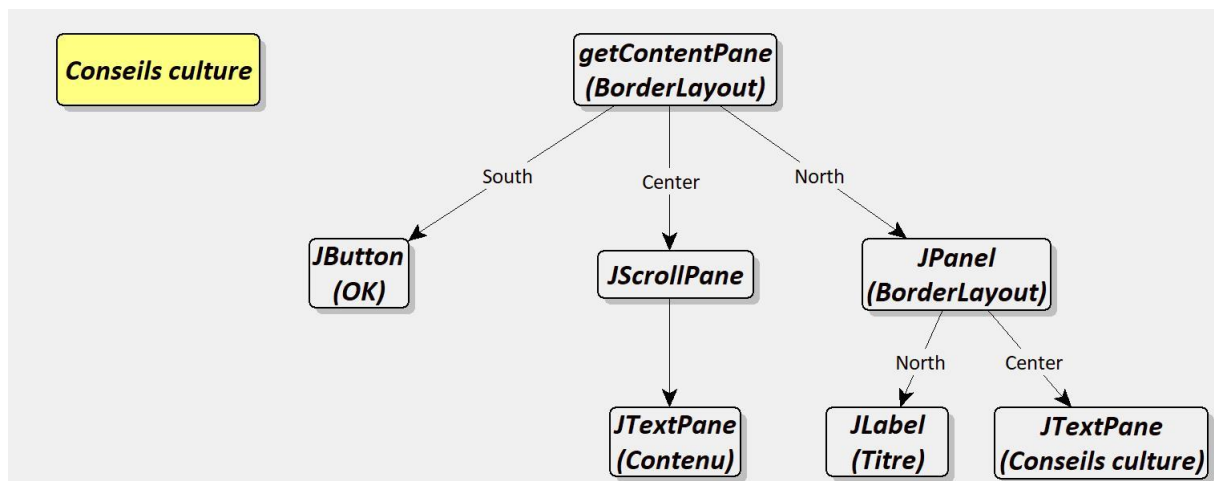 Conseils culture
getContentPane
(BorderLayout)
South
Center
North
JButton
(OK)
JScrollPane
JPanel
(BorderLayout)
North
Center
JTextPane
(Contenu)
JLabel
(Titre)
JTextPane
(Conseils culture)